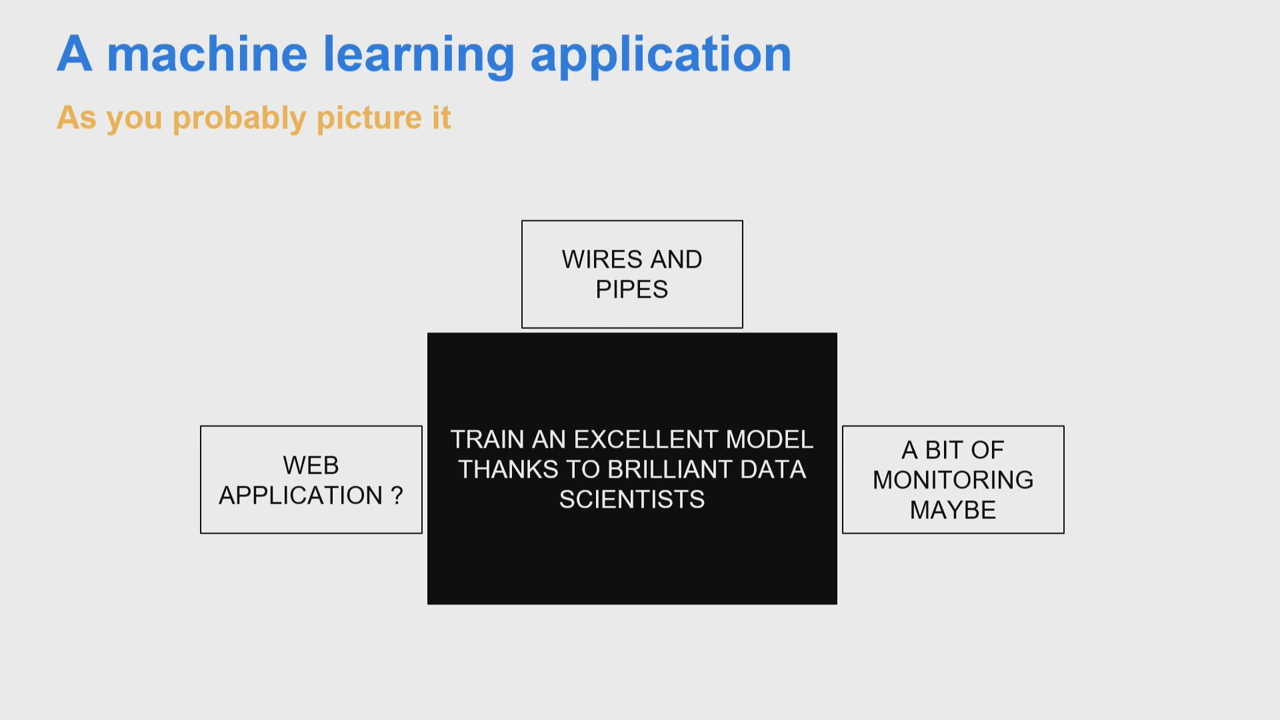 A machine learning application
As you probably picture it
WIRES AND
PIPES
WEB
APPLICATION ?
TRAIN AN EXCELLENT MODEL
THANKS TO BRILLIANT DATA
SCIENTISTS
A BIT OF
MONITORING
MAYBE